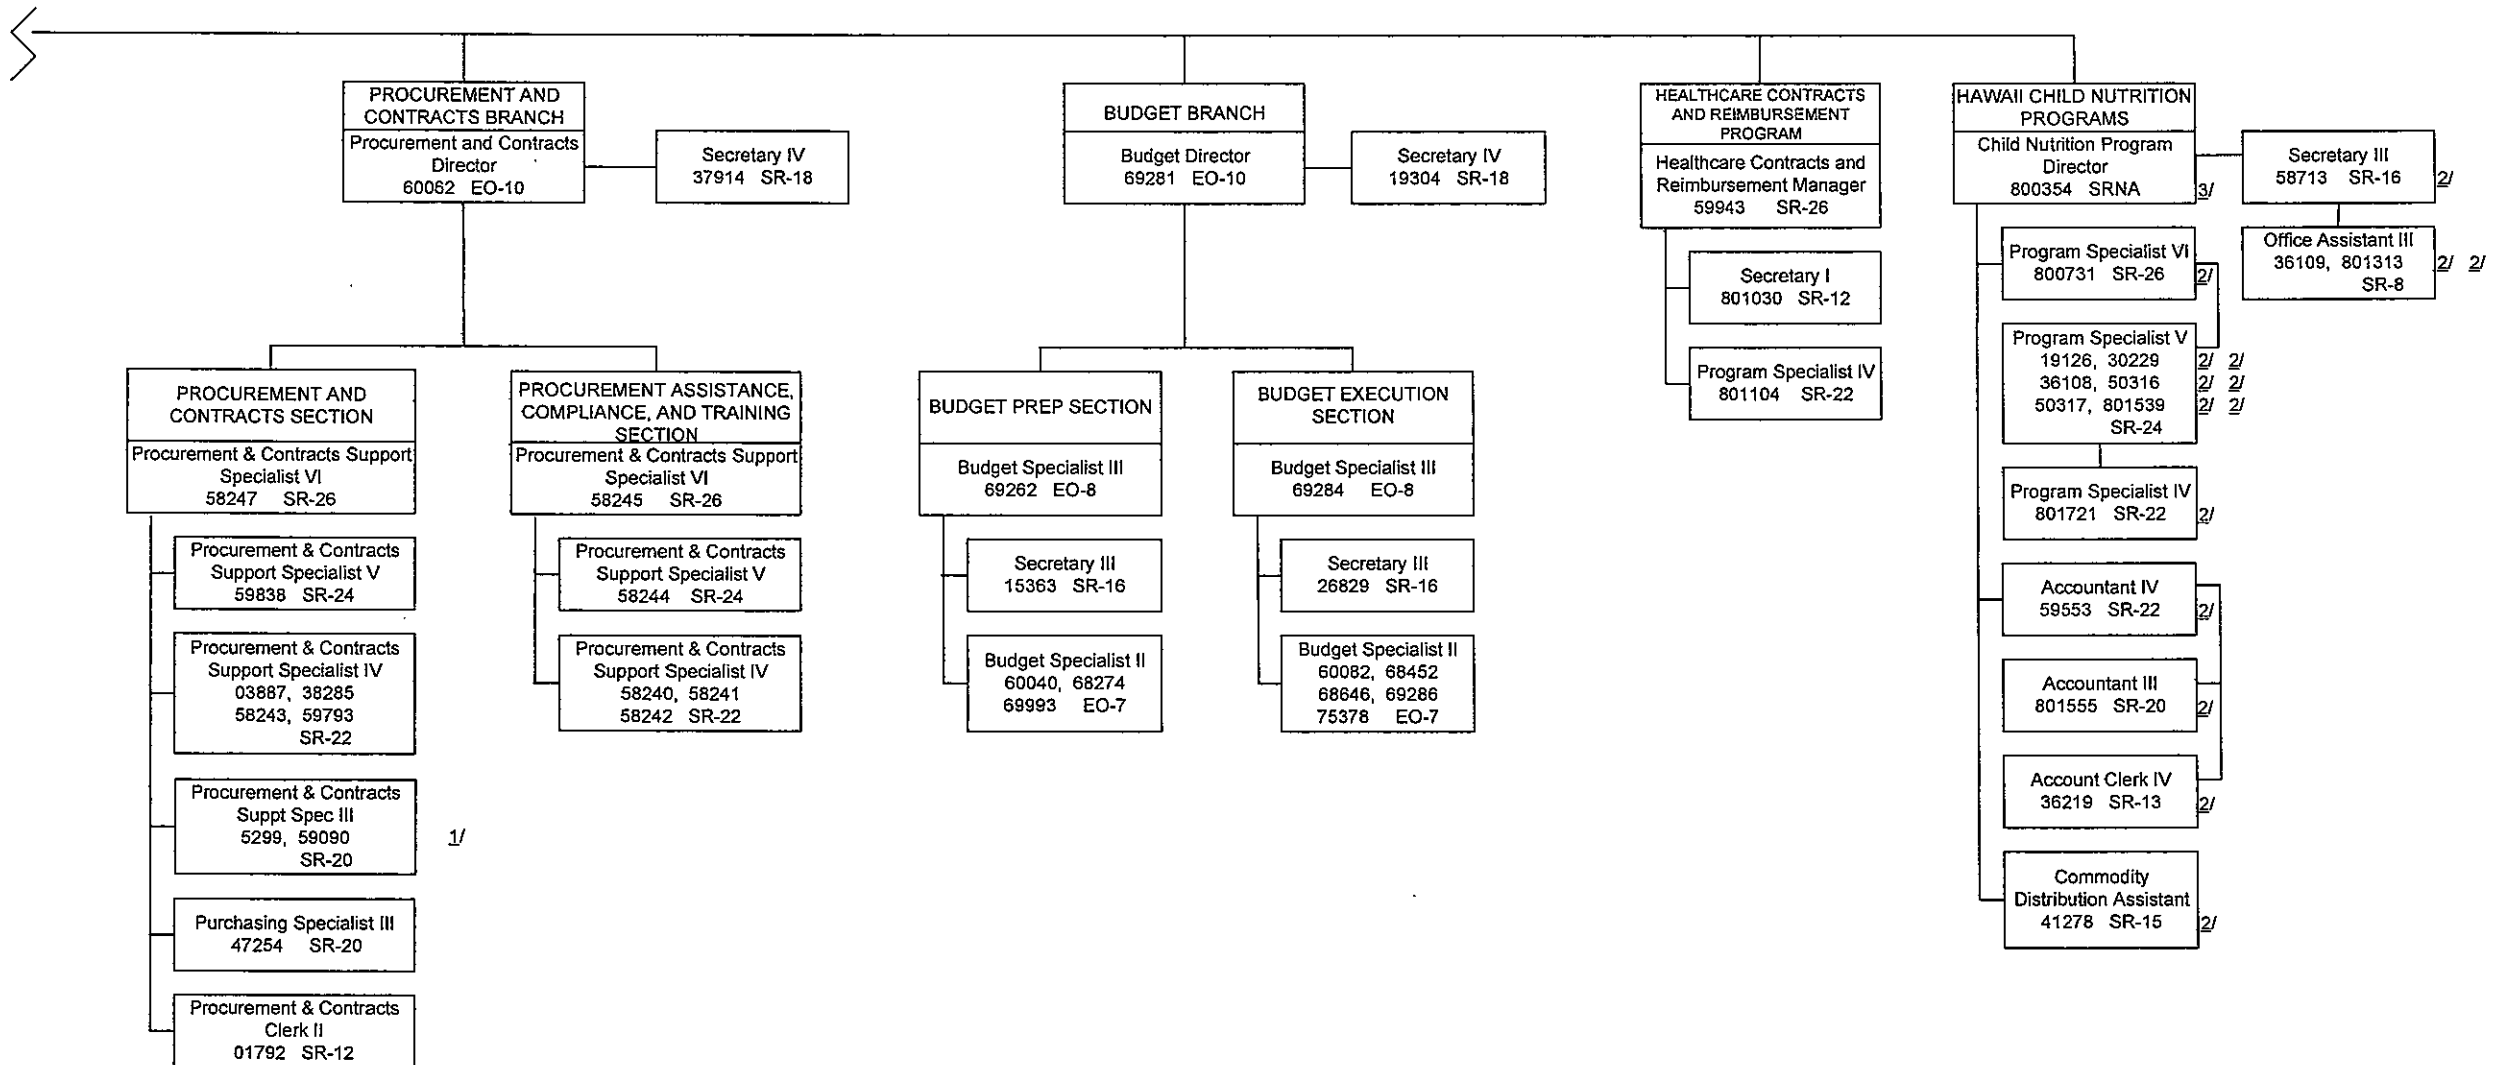 PROCUREMENT AND
CONTRACTS BRANCH
Procurement and Contracts
Director
60062 EO-10
Secretary IV
37914 SR-18
PROCUREMENT AND
CONTRACTS SECTION
Procurement & Contracts Support
Specialist VI
58247 SR-26
Procurement & Contracts
Support Specialist V
59838 SR-24
Procurement & Contracts
Support Specialist IV
03887, 38285
58243, 59793
SR-22
Procurement & Contracts
Suppt Spec III
5299, 59090
SR-20
1/
Purchasing Specialist III
47254 SR-20
Procurement & Contracts
Clerk II
01792 SR-12
PROCUREMENT ASSISTANCE,
COMPLIANCE, AND TRAINING
SECTION
Procurement & Contracts Support
Specialist VI
58245 SR-26
Procurement & Contracts
Support Specialist V
58244 SR-24
Procurement & Contracts
Support Specialist IV
58240, 58241
58242 SR-22
BUDGET BRANCH
Budget Director
69281 EO-10
Secretary IV
19304 SR-18
BUDGET PREP SECTION
Budget Specialist III
69262 EO-8
Secretary III
15363 SR-16
Budget Specialist II
60040, 68274
69993 EO-7
BUDGET EXECUTION
SECTION
Budget Specialist III
69284 EO-8
Secretary III
26829 SR-16
Budget Specialist II
60082, 68452
68646, 69286
75378 EO-7
HEALTHCARE CONTRACTS
AND REIMBURSEMENT
PROGRAM
Healthcare Contracts and
Reimbursement Manager
59943 SR-26
Secretary I
801030 SR-12
Program Specialist IV
801104 SR-22
HAWAII CHILD NUTRITION
PROGRAMS
Child Nutrition Program
Director
800354 SRNA 3/
Secretary III
58713 SR-16 2/
Office Assistant III
36109, 801313 2/ 2/
SR-8
Program Specialist VI
800731 SR-26 2/
Program Specialist V
19126, 30229 2/ 2/
36108, 50316 2/ 2/
50317, 801539 2/ 2/
SR-24
Program Specialist IV
801721 SR-22 2/
Accountant IV
59553 SR-22 2/
Accountant III
801555 SR-20 2/
Account Clerk IV
36219 SR-13 2/
Commodity
Distribution Assistant
41278 SR-15 2/